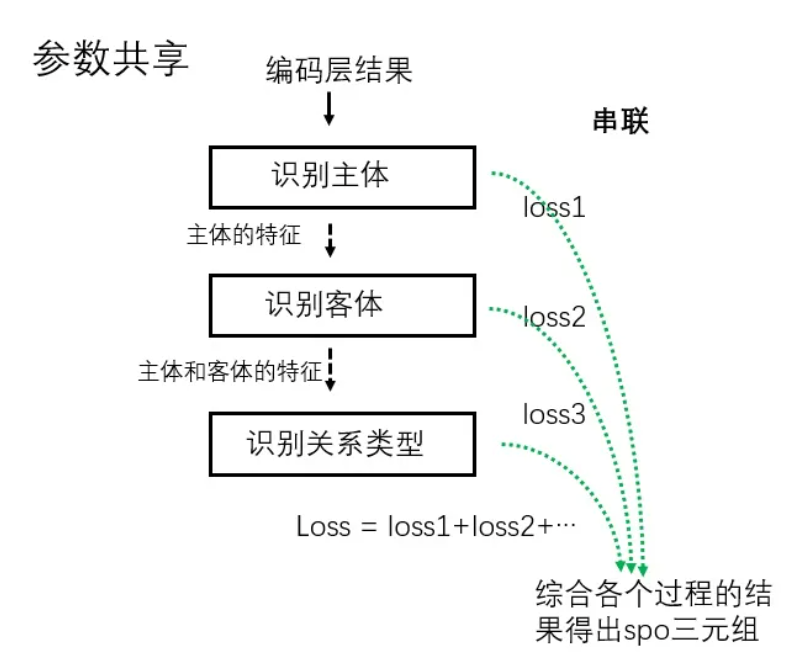 参数共享
编码层结果
串联
识别主体
loss1
主体的特征
识别客体
loss2
主体和客体的特征
loss3
识别关系类型
Loss = loss1+loss2+···
综合各个过程的结
果得出spo三元组